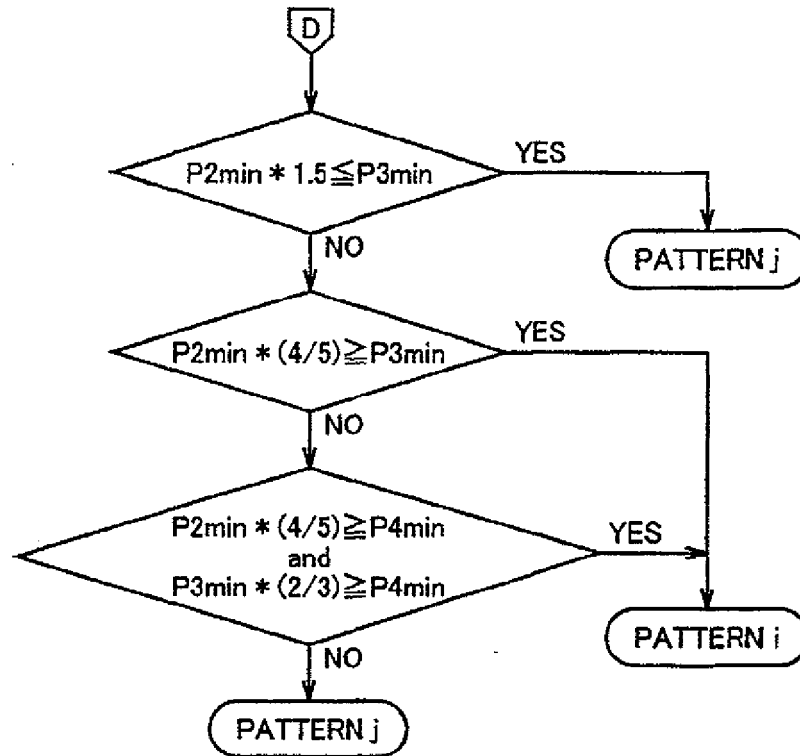 D
P2min * 1.5≦P3min
YES
PATTERN j
NO
P2min * (4/5)≧P3min
YES
NO
P2min * (4/5)≧P4min
and
P3min * (2/3)≧P4min
YES
PATTERN i
NO
PATTERN j